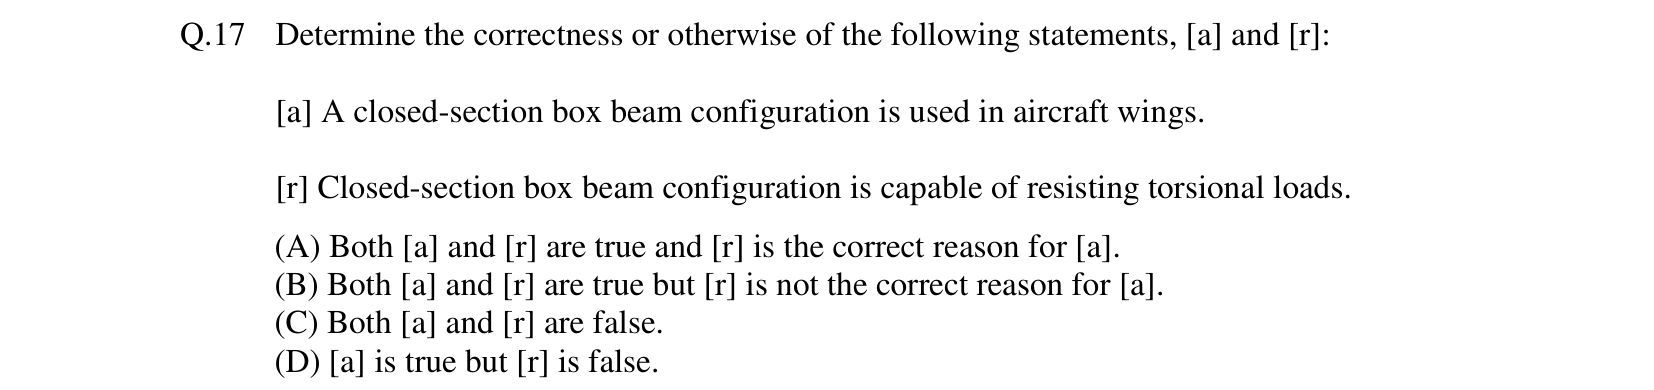 Q.17 Determine the correctness or otherwise of the following statements, [a] and [r]:
[a] A closed-section box beam configuration is used in aircraft wings.
[r] Closed-section box beam configuration is capable of resisting torsional loads.
(A) Both [a] and [r] are true and [r] is the correct reason for [a].
(B) Both [a] and [r] are true but [r] is not the correct reason for [a].
(C) Both [a] and [r] are false.
(D) [a] is true but [r] is false.